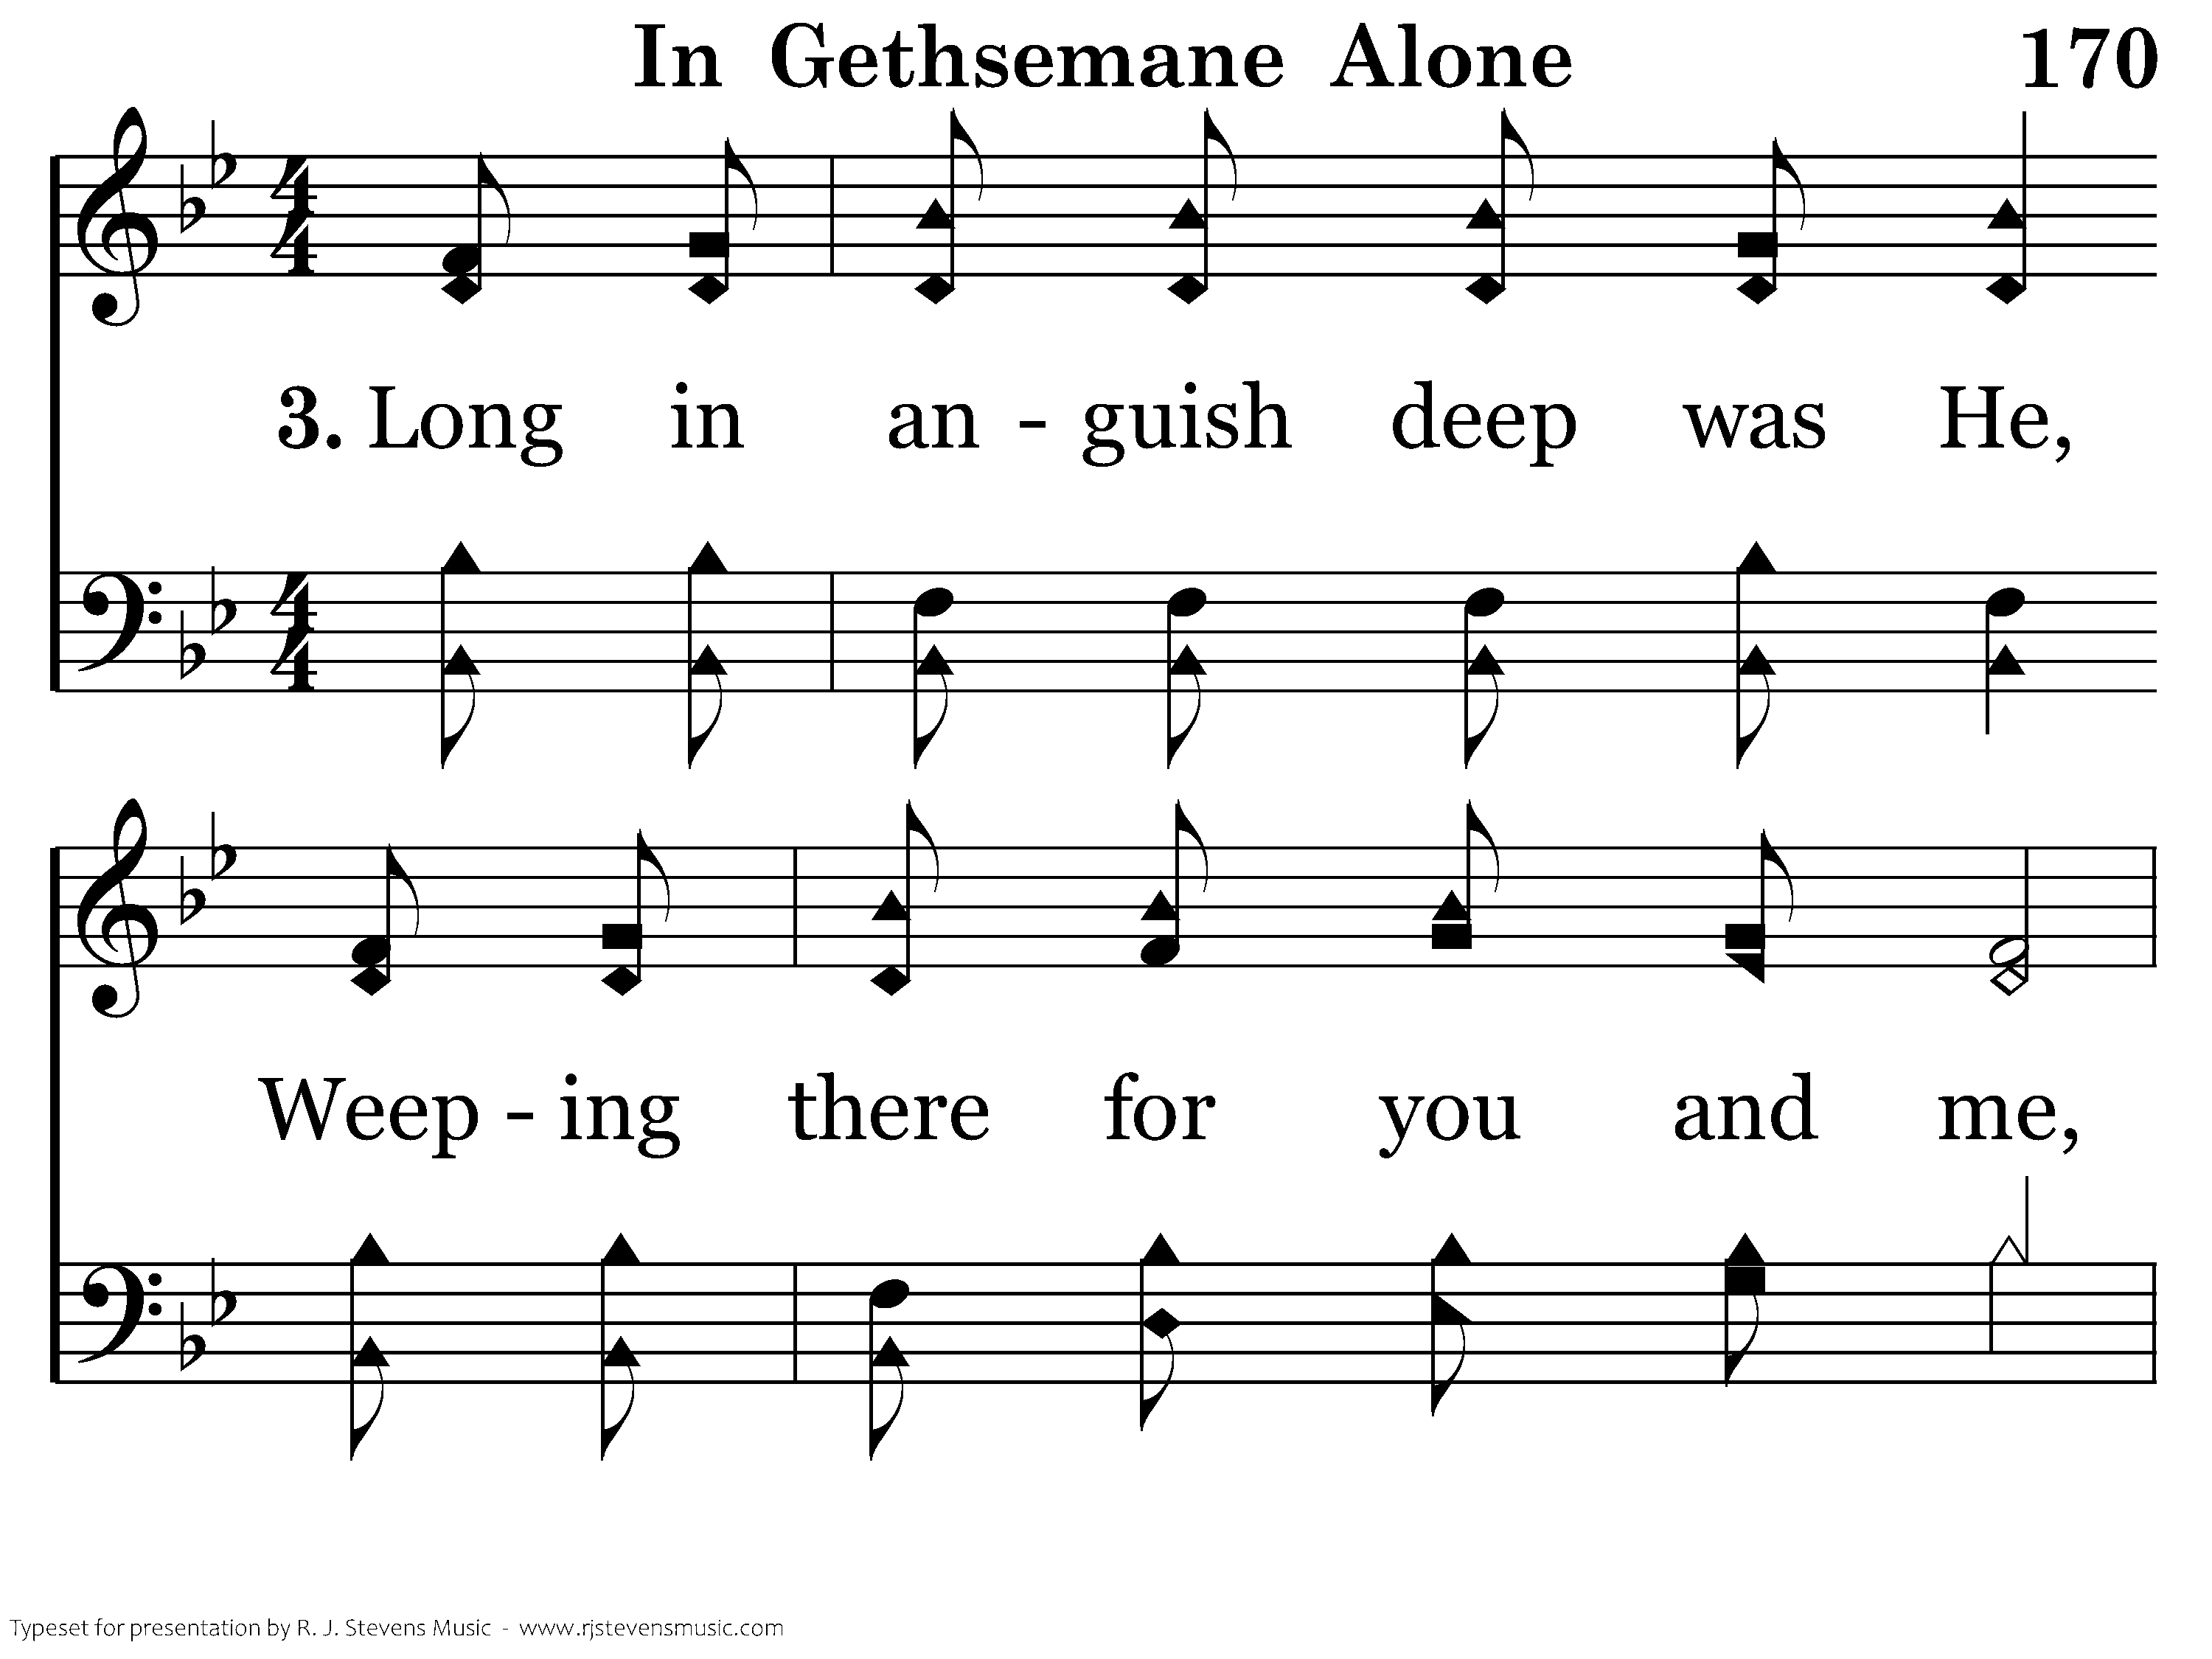 In Gethsemane Alone 170
3. Long in an - guish deep was He,
Weep - ing there for you and me,
Typeset for presentation by R. J. Stevens Music - www.rjstevensmusic.com